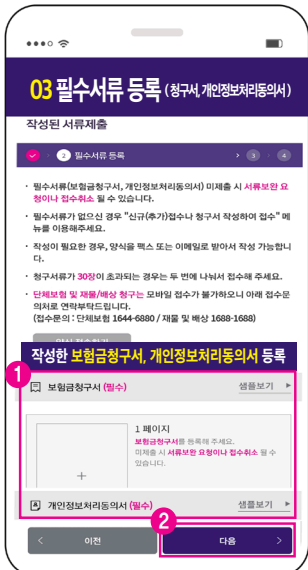 03 필수서류 등록 (청구서, 개인정보처리동의서)
작성된 서류제출
2 필수서류 등록 > 3 4
· 필수서류(보험금청구서, 개인정보처리동의서) 미제출 시 서류보완 요
청이나 접수취소 될 수 있습니다.
· 필수서류가 없으신 경우 "신규(추가)접수나 청구서 작성하여 접수" 메
뉴를 이용해주세요.
· 작성이 필요한 경우, 양식을 팩스 또는 이메일로 받아서 작성 가능합니
다.
· 청구서류가 30장이 초과되는 경우는 두 번에 나눠서 접수해 주세요.
· 단체보험 및 재물/배상 청구는 모바일 접수가 불가하오니 아래 접수문
의처로 연락부탁드립니다.
(접수문의 : 단체보험 1644-6880 / 재물 및 배상 1688-1688)
작성한 보험금청구서, 개인정보처리동의서 등록
1
보험금청구서 (필수) 샘플보기
1 페이지
보험금청구서를 등록해 주세요.
미제출 시 서류보완 요청이나 접수취소 될 수
있습니다.
+
개인정보처리동의서 (필수) 샘플보기
2
< 이전 다음 >